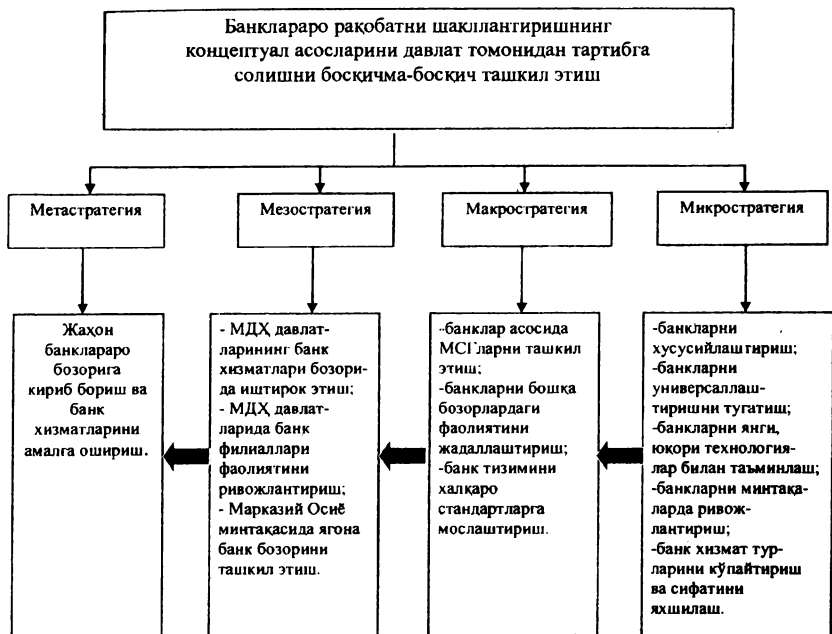 Банклараро рақобатни шакллантиришнинг
концептуал асосларини давлат томонидан тартибга
солишни босқичма-босқич ташкил этиш
Метастратегия
Мезостратегия
Макростратегия
Микростратегия
Жаҳон
банклараро
бозорига
кириб бориш ва
банк
хизматларини
амалга ошириш.
- МДҲ давлат-
ларининг банк
хизматлари бозори-
да иштирок этиш;
- МДҲ давлат-
ларида банк
филиаллари
фаолиятини
ривожлантириш;
- Марказий Осиё
минтақасида ягона
банк бозорини
ташкил этиш.
-банклар асосида
МСГларни ташкил
этиш;
-банкларни бошқа
бозорлардаги
фаолиятини
жадаллаштириш;
-банк тизимини
халқаро
стандартларга
мослаштириш.
-банкларни
хусусийлаштириш;
-банкларни
универсаллаш-
тиришни тугатиш;
-банкларни янги,
юқори технология-
лар билан таъминлаш;
-банкларни минтақа-
ларда ривож-
лантириш;
-банк хизмат тур-
ларини кўпайтириш
ва сифатини
яхшилаш.